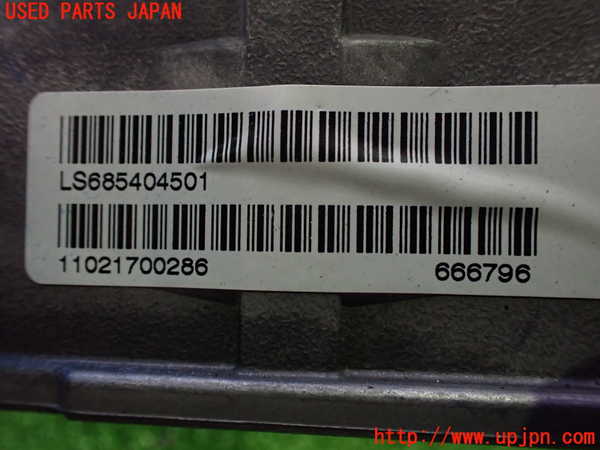 USED PARTS JAPAN
LS685404501
11021700286 666796
http://www.upjpn.com